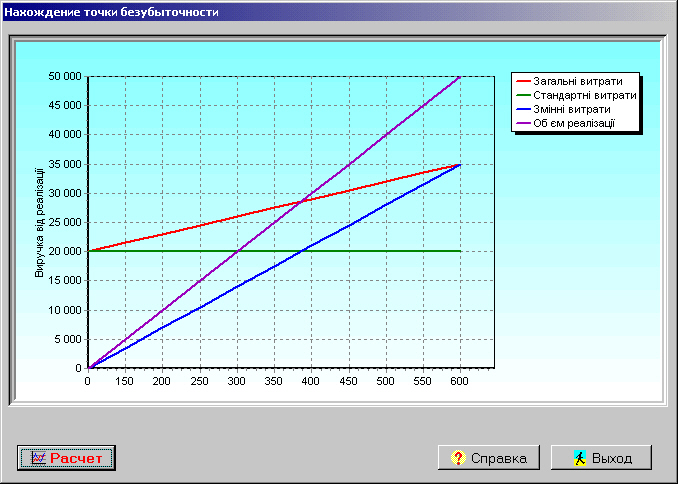 Нахождение точки безубыточности
50 000
45 000
40 000
35 000
30 000
25 000
20 000
15 000
10 000
5 000
0
Виручка від реалізації
0 150 200 250 300 350 400 450 500 550 600
Загальні витрати
Стандартні витрати
Змінні витрати
Об єм реалізації
Расчет
Справка
Выход